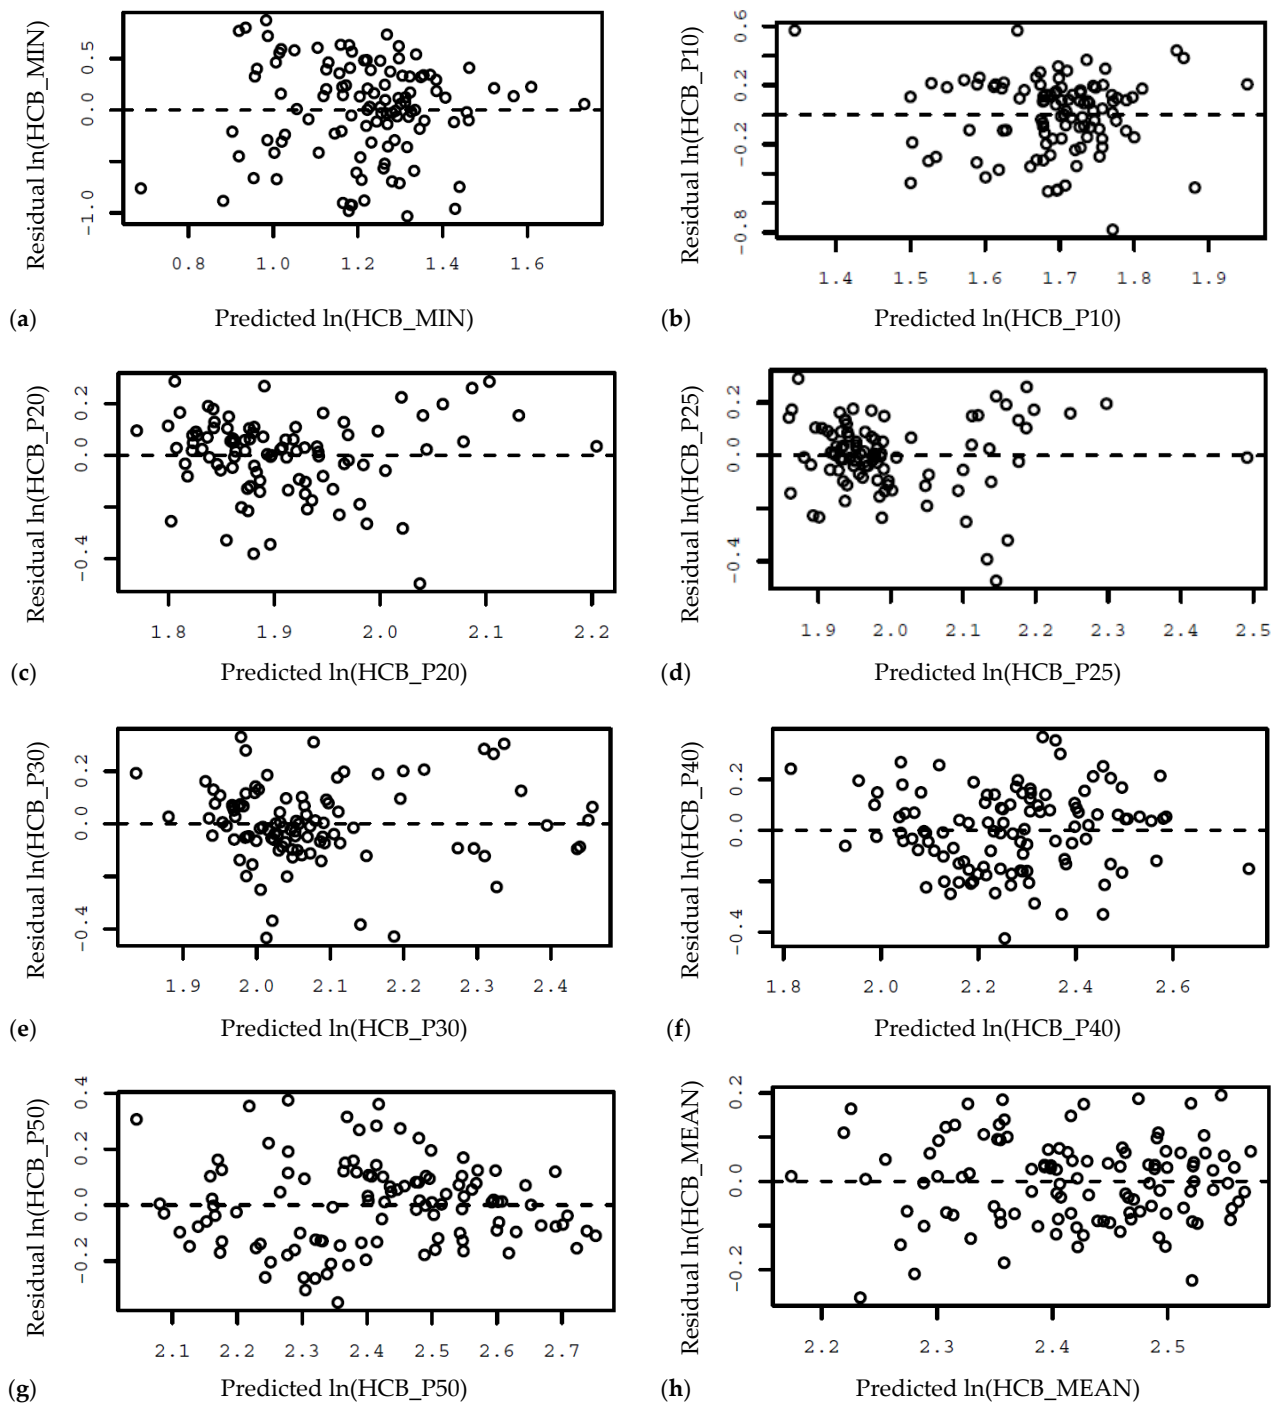 Residual ln(HCB_MIN)
0.5
0.0
-1.0
0.8 1.0 1.2 1.4 1.6
(a) Predicted ln(HCB_MIN)
Residual ln(HCB_P10)
0.6
0.2
-0.2
-0.8
1.4 1.5 1.6 1.7 1.8 1.9
(b) Predicted ln(HCB_P10)
Residual ln(HCB_P20)
0.2
0.0
-0.4
1.8 1.9 2.0 2.1 2.2
(c) Predicted ln(HCB_P20)
Residual ln(HCB_P25)
0.2
0.0
-0.4
1.9 2.0 2.1 2.2 2.3 2.4 2.5
(d) Predicted ln(HCB_P25)
Residual ln(HCB_P30)
0.2
0.0
-0.4
1.9 2.0 2.1 2.2 2.3 2.4
(e) Predicted ln(HCB_P30)
Residual ln(HCB_P40)
0.2
0.0
-0.4
1.8 2.0 2.2 2.4 2.6
(f) Predicted ln(HCB_P40)
Residual ln(HCB_P50)
0.4
0.2
0.0
-0.2
2.1 2.2 2.3 2.4 2.5 2.6 2.7
(g) Predicted ln(HCB_P50)
Residual ln(HCB_MEAN)
0.2
0.0
-0.2
2.2 2.3 2.4 2.5
(h) Predicted ln(HCB_MEAN)